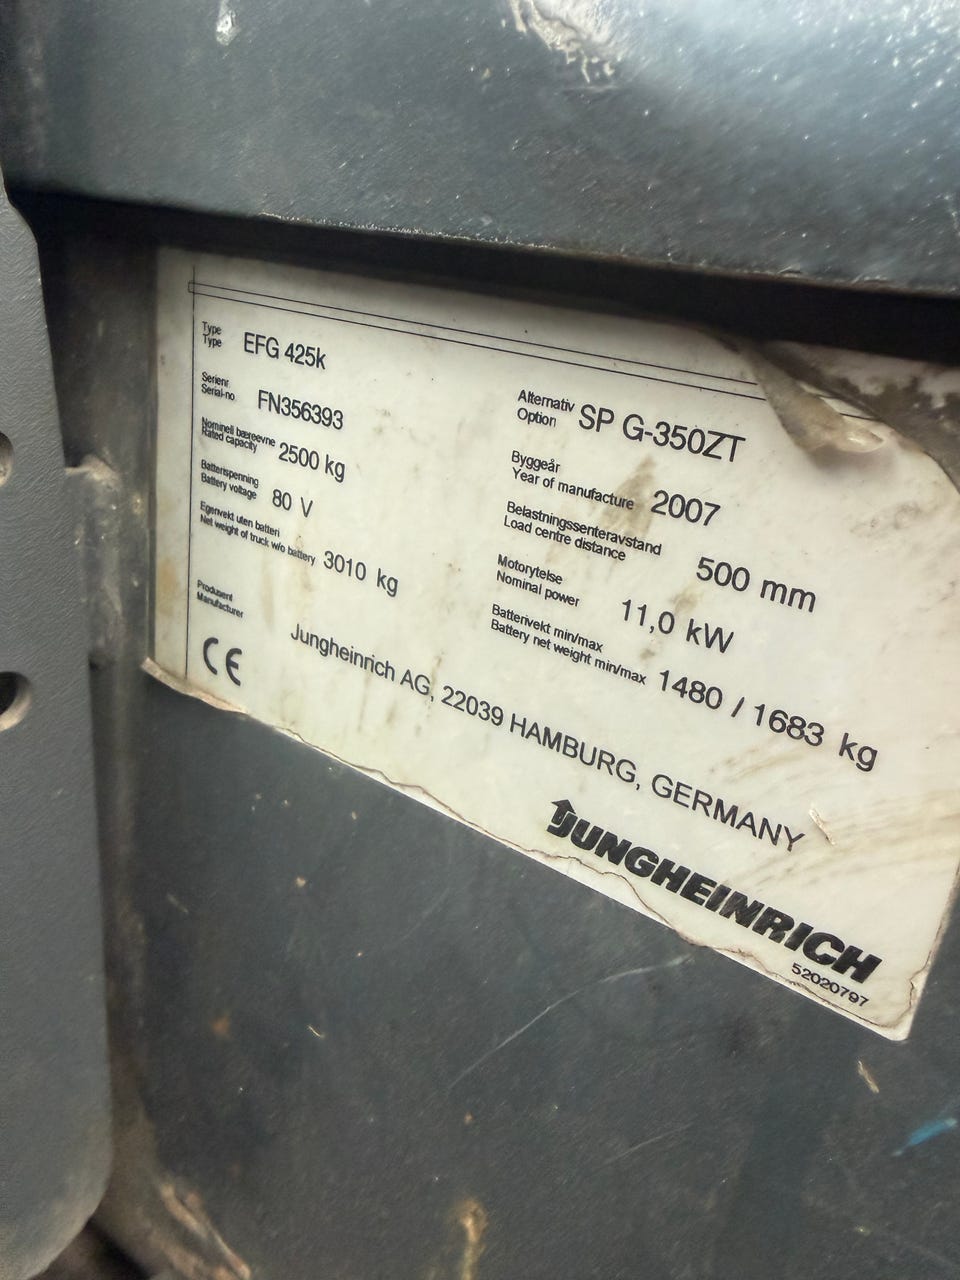 Type
Type EFG 425k
Serienr
Serial-no FN356393
Nominell bæreevne
Rated capacity 2500 kg
Batterispenning
Battery voltage 80 V
Egenvekt uten batteri
Net weight of truck w/o battery 3010 kg
Alternativ
Option SP G-350ZT
Byggeår
Year of manufacture 2007
Belastningssenteravstand
Load centre distance 500 mm
Motorytelse
Nominal power 11,0 kW
Batterivekt min/max
Battery net weight min/max 1480 / 1683 kg
Produsent
Manufacturer
CE
Jungheinrich AG, 22039 HAMBURG, GERMANY
JUNGHEINRICH
52020797